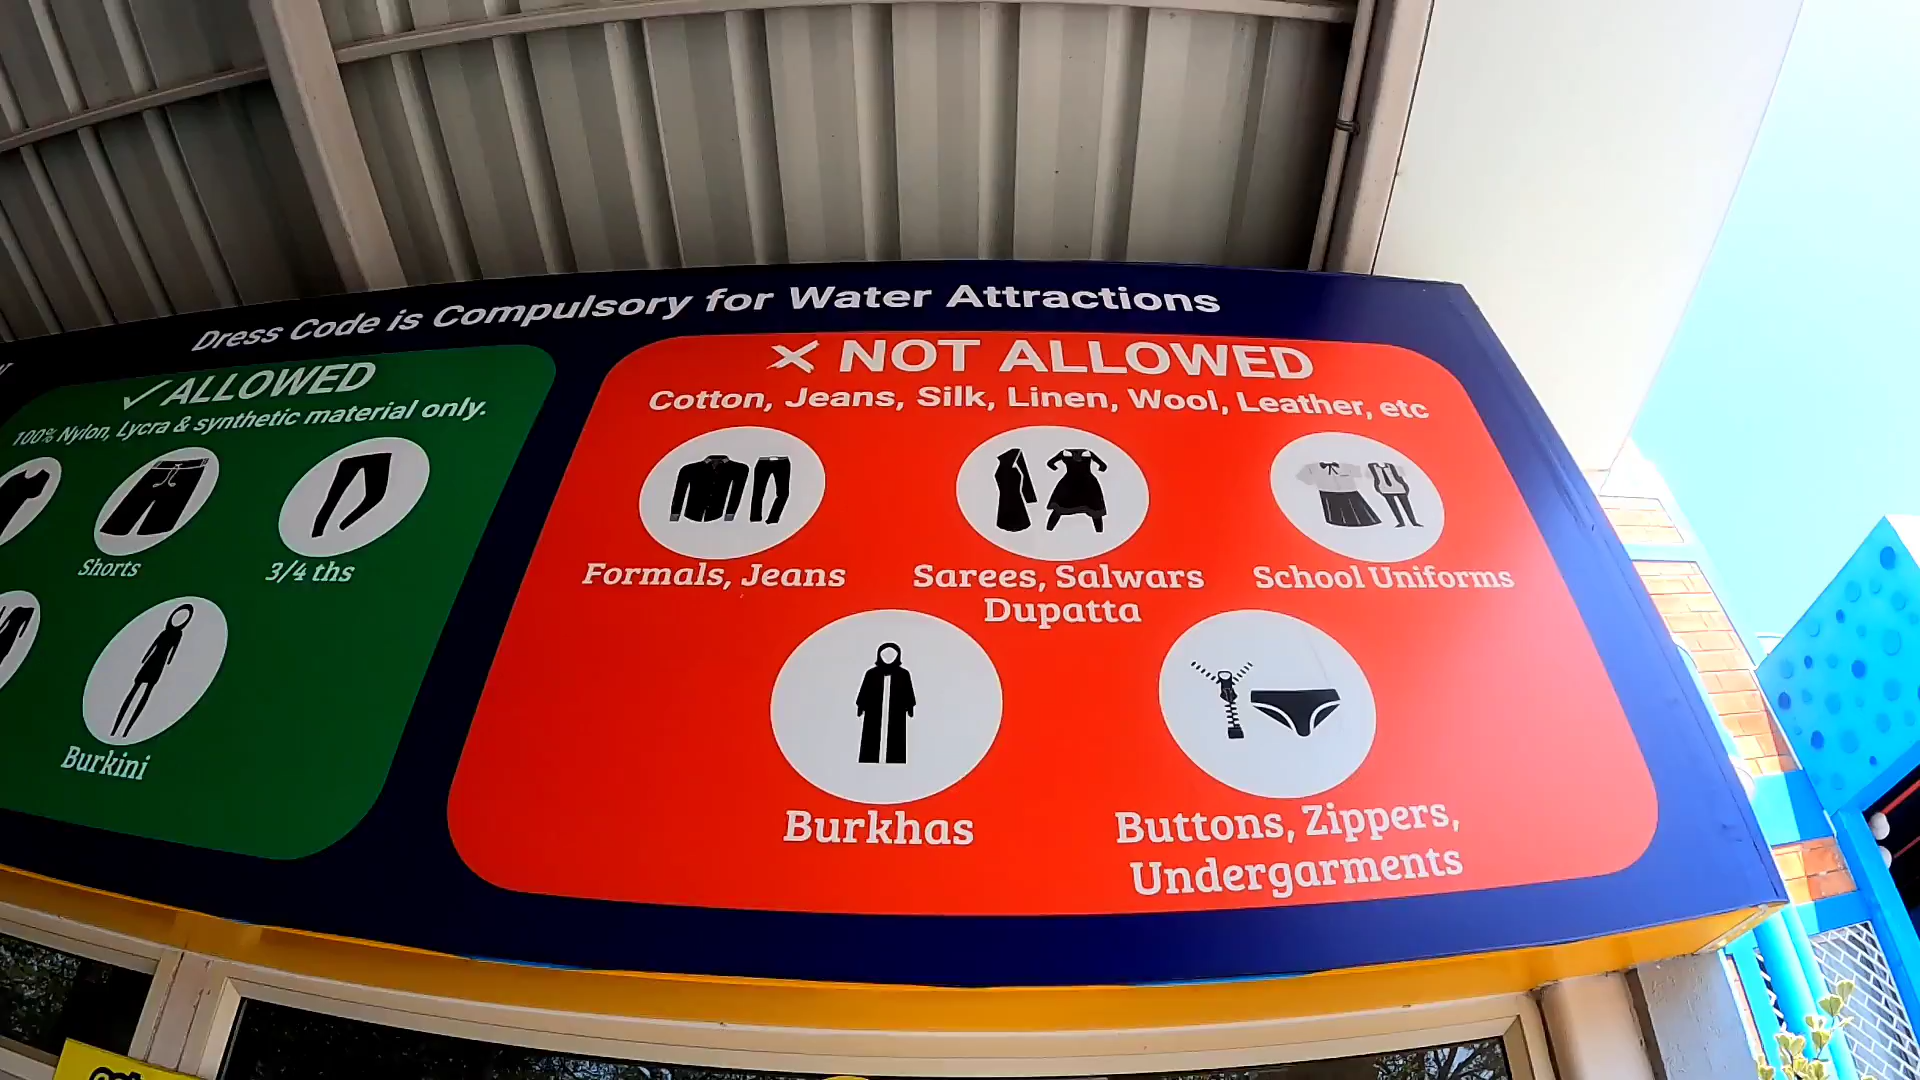 Dress Code is Compulsory for Water Attractions
✓ ALLOWED
100% Nylon, Lycra & synthetic material only.
Shorts
3/4 ths
Burkini
X NOT ALLOWED
Cotton, Jeans, Silk, Linen, Wool, Leather, etc
Formals, Jeans
Sarees, Salwars
Dupatta
School Uniforms
Burkhas
Buttons, Zippers,
Undergarments